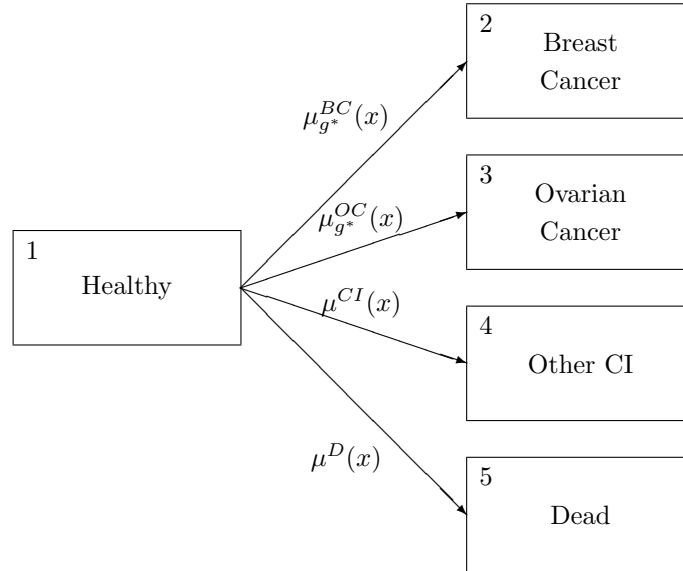 1
Healthy
μ_{g*}^{BC}(x)
μ_{g*}^{OC}(x)
μ^{CI}(x)
μ^{D}(x)
2
Breast
Cancer
3
Ovarian
Cancer
4
Other CI
5
Dead